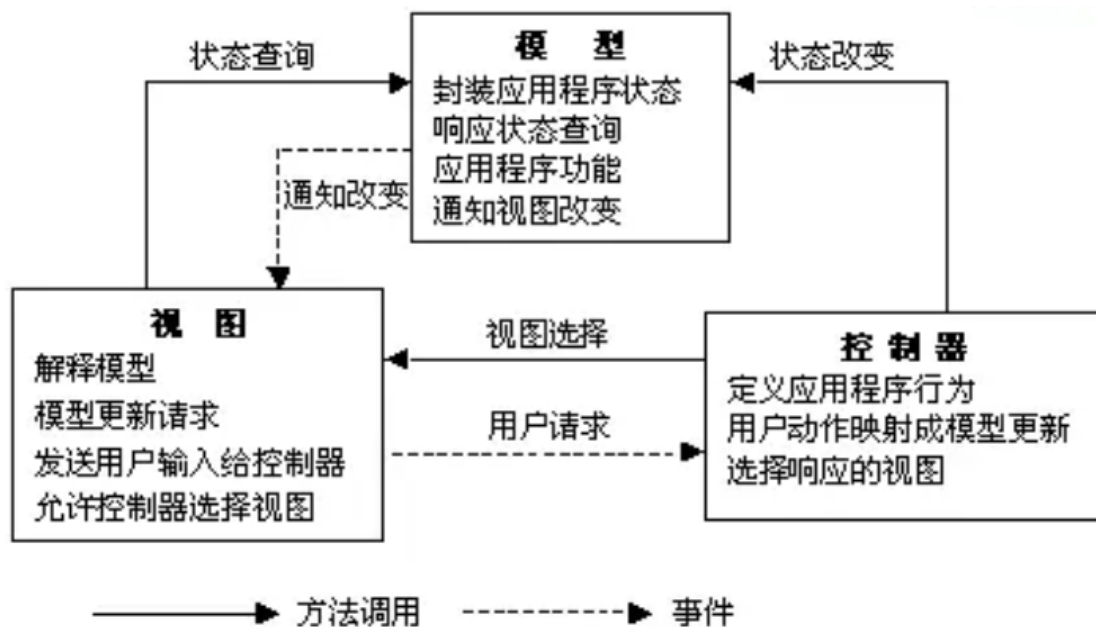 状态查询
模 型
封装应用程序状态
响应状态查询
应用程序功能
通知视图改变
状态改变
通知改变
视 图
解释模型
模型更新请求
发送用户输入给控制器
允许控制器选择视图
视图选择
用户请求
控 制 器
定义应用程序行为
用户动作映射成模型更新
选择响应的视图
方法调用
事件